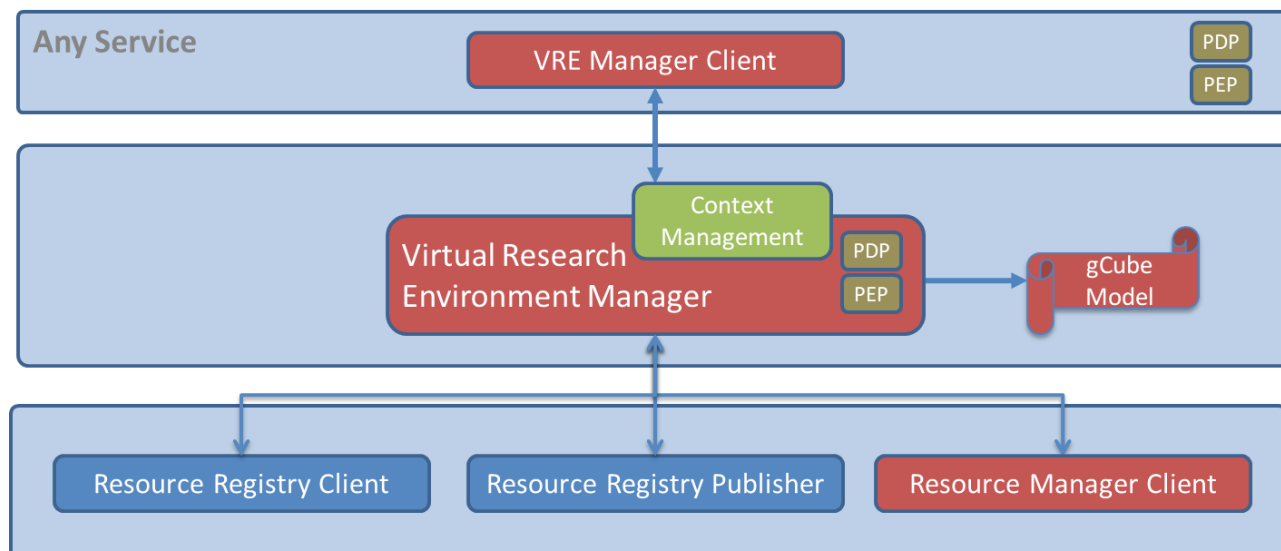 Any Service
VRE Manager Client
PDP
PEP
Context
Management
Virtual Research
Environment Manager
PDP
PEP
gCube
Model
Resource Registry Client
Resource Registry Publisher
Resource Manager Client